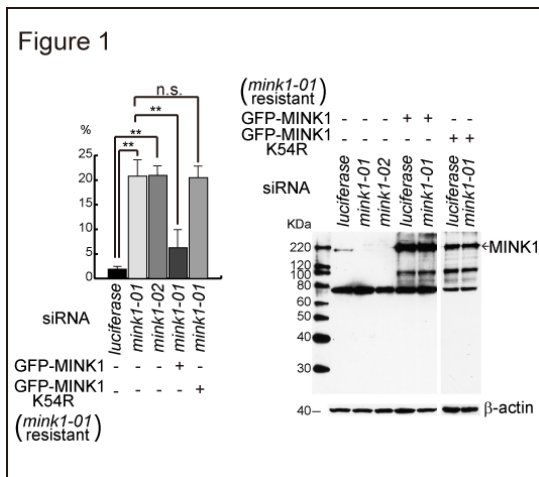 Figure 1
n.s.
**
**
**
%
25
20
15
10
5
0
siRNA
luciferase
mink1-01
mink1-02
mink1-01
mink1-01
GFP-MINK1 - - - + -
GFP-MINK1 K54R - - - - +
(mink1-01 resistant)
(mink1-01 resistant)
GFP-MINK1 - - - + +
GFP-MINK1 K54R + +
siRNA
luciferase
mink1-01
mink1-02
luciferase
mink1-01
luciferase
mink1-01
KDa
220
120
100
80
60
50
40
30
←MINK1
40–
β-actin